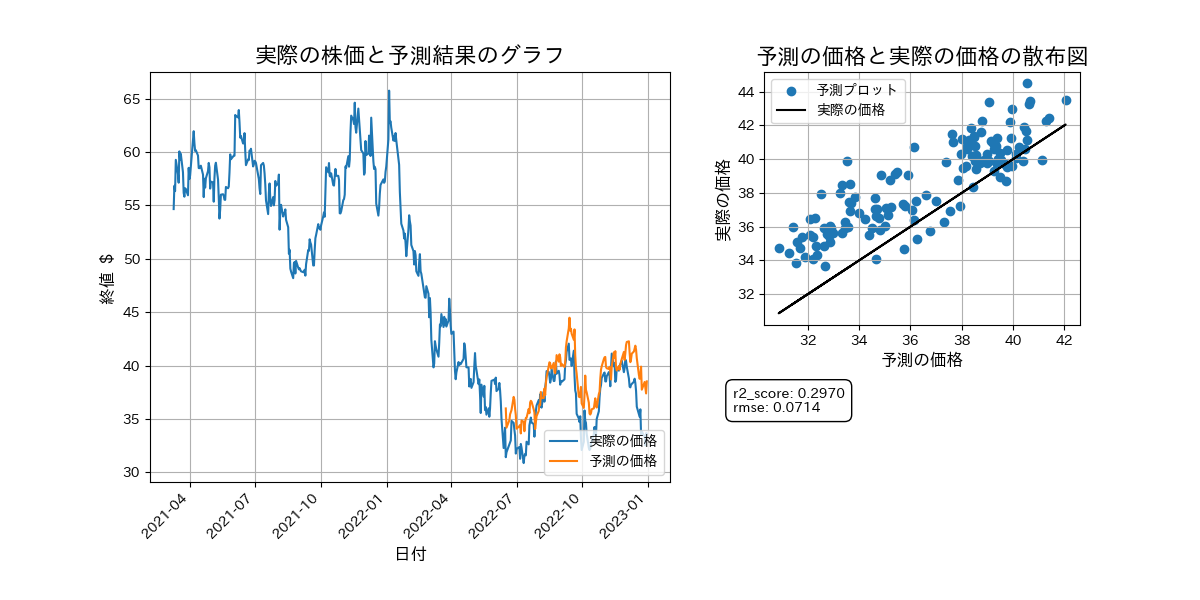 実際の株価と予測結果のグラフ
65
60
55
50
45
40
35
30
終値 $
2021-04
2021-07
2021-10
2022-01
2022-04
2022-07
2022-10
2023-01
日付
実際の価格
予測の価格
予測の価格と実際の価格の散布図
予測プロット
実際の価格
44
42
40
38
36
34
32
実際の価格
32
34
36
38
40
42
予測の価格
r2_score: 0.2970
rmse: 0.0714